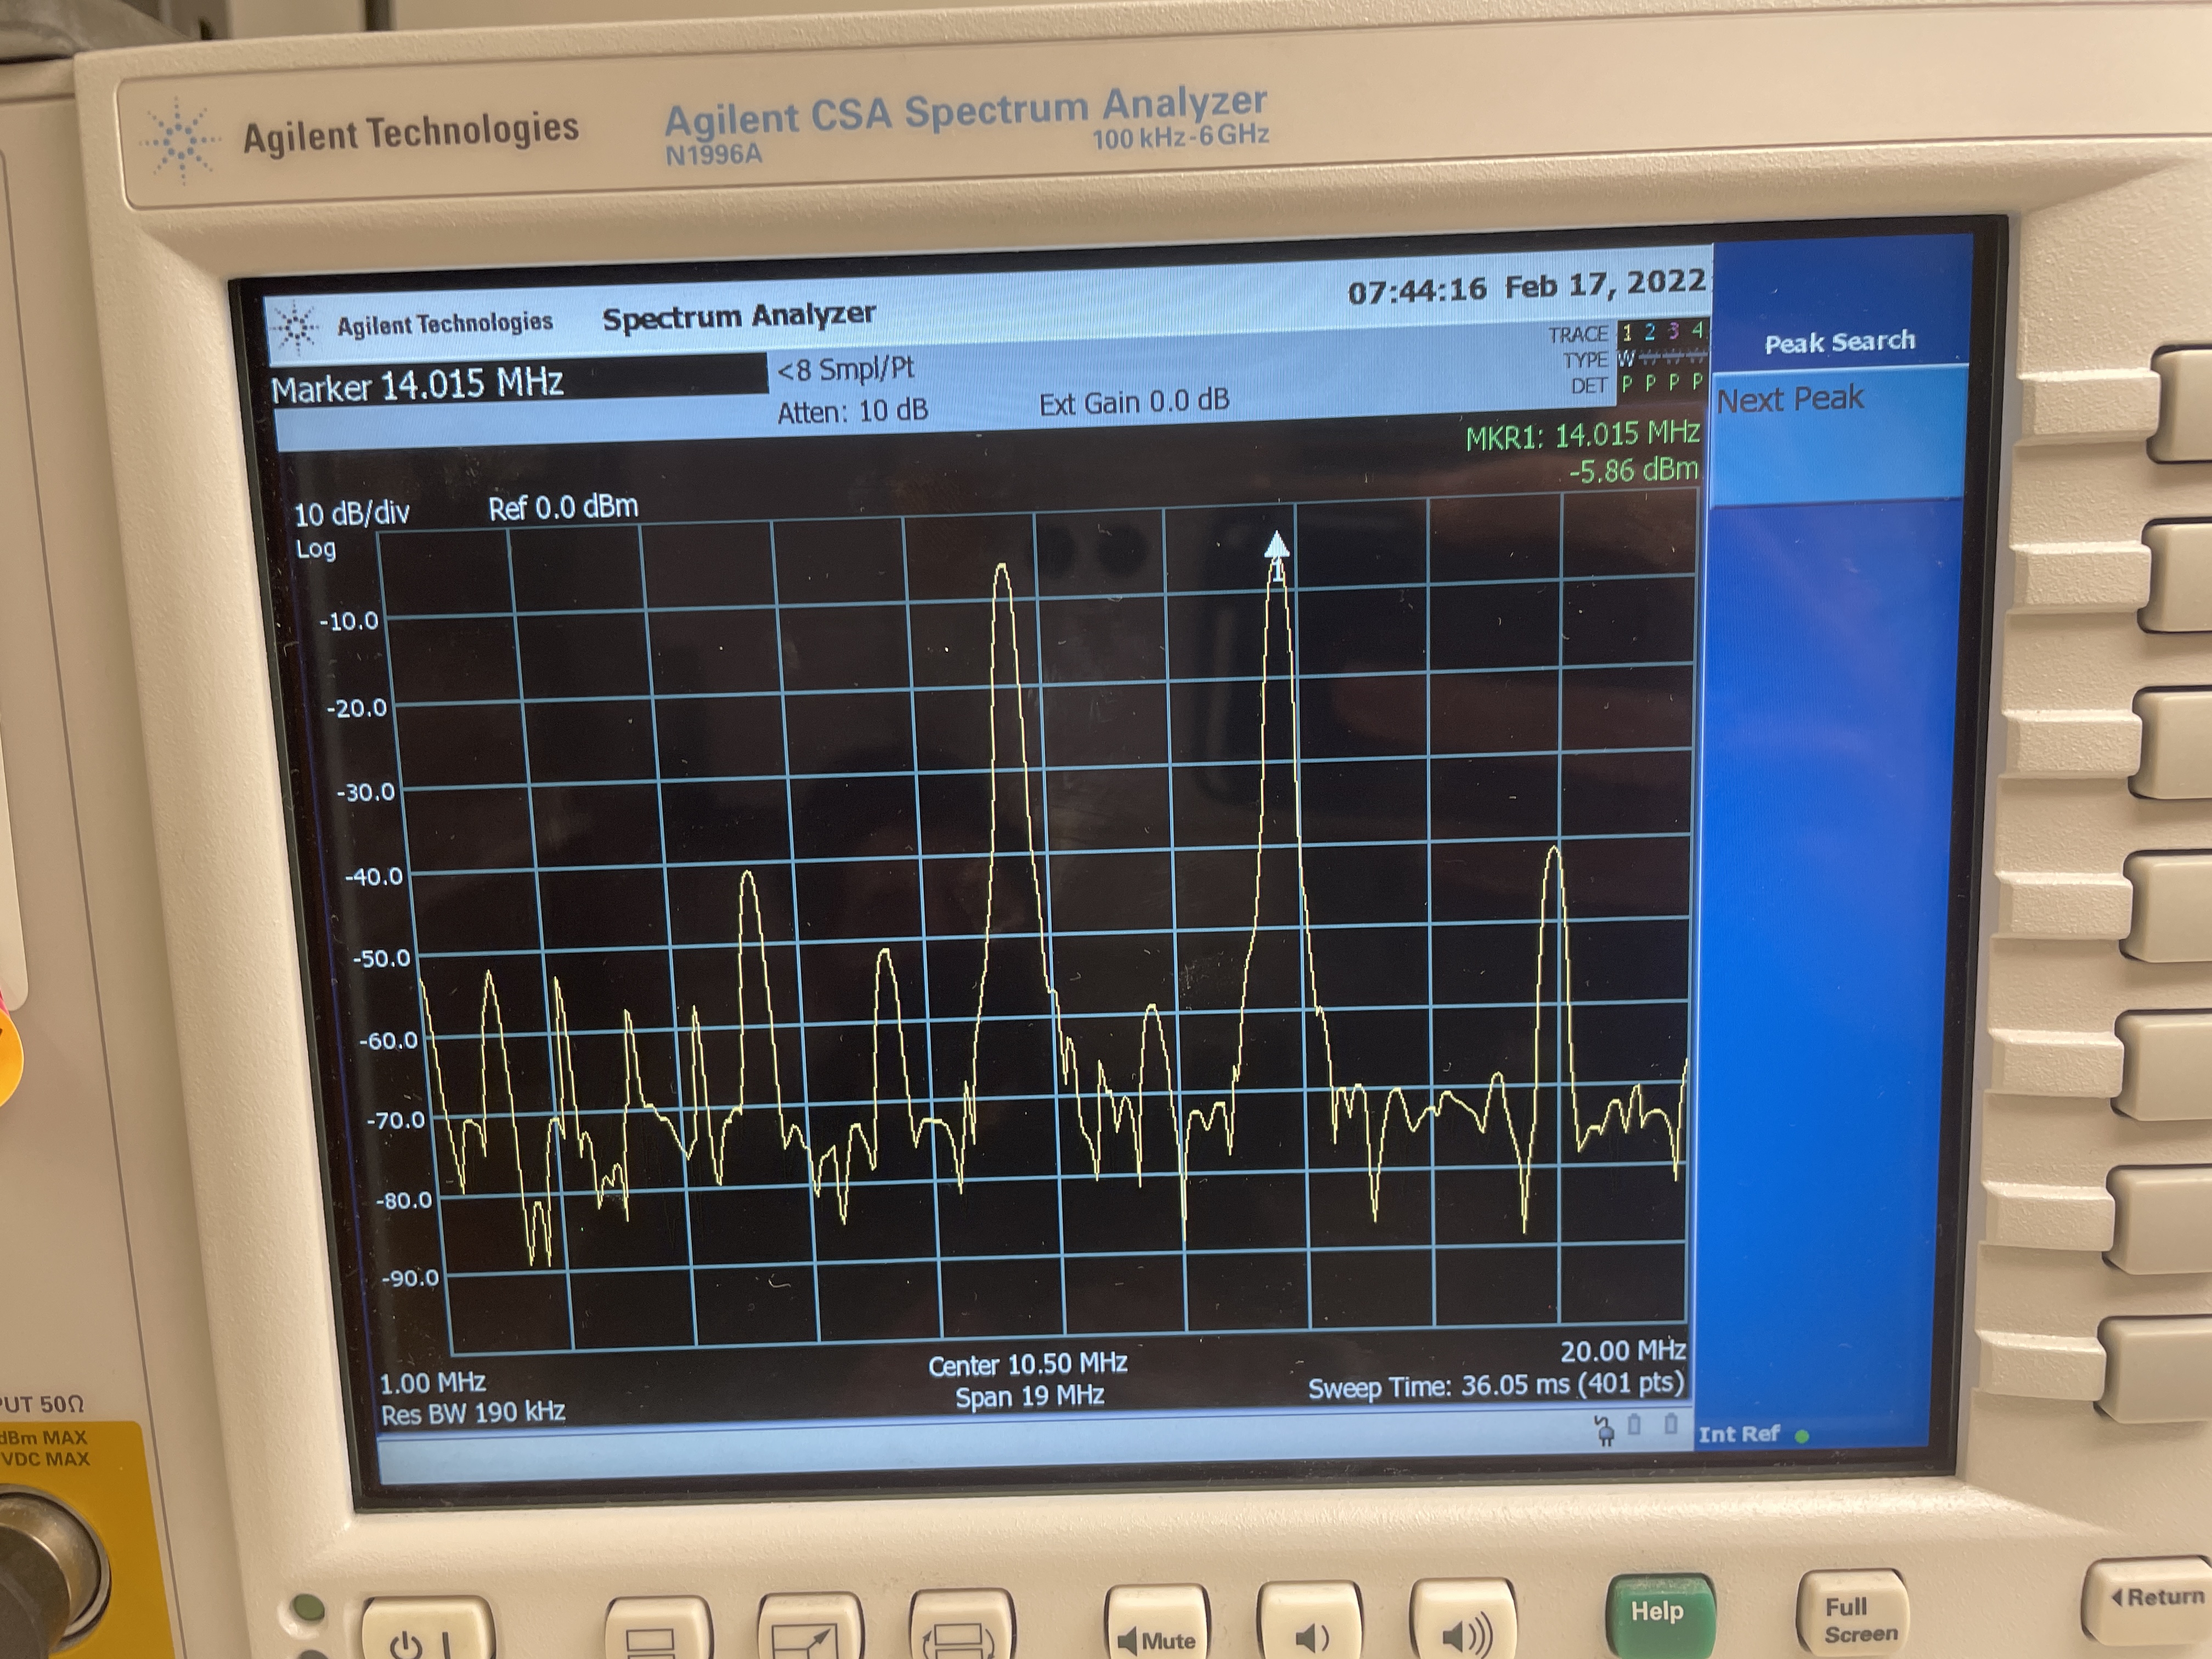 Agilent Technologies
Agilent CSA Spectrum Analyzer
N1996A
100 kHz-6 GHz
Agilent Technologies
Spectrum Analyzer
07:44:16 Feb 17, 2022
Marker 14.015 MHz
<8 Smpl/Pt
Atten: 10 dB
Ext Gain 0.0 dB
TRACE 1 2 3 4
TYPE W
DET P P P P
Peak Search
Next Peak
MKR1: 14.015 MHz
-5.86 dBm
10 dB/div
Ref 0.0 dBm
Log
1
-10.0
-20.0
-30.0
-40.0
-50.0
-60.0
-70.0
-80.0
-90.0
1.00 MHz
Center 10.50 MHz
20.00 MHz
Res BW 190 kHz
Span 19 MHz
Sweep Time: 36.05 ms (401 pts)
Int Ref
PUT 50Ω
dBm MAX
VDC MAX
Mute
Help
Full
Screen
Return